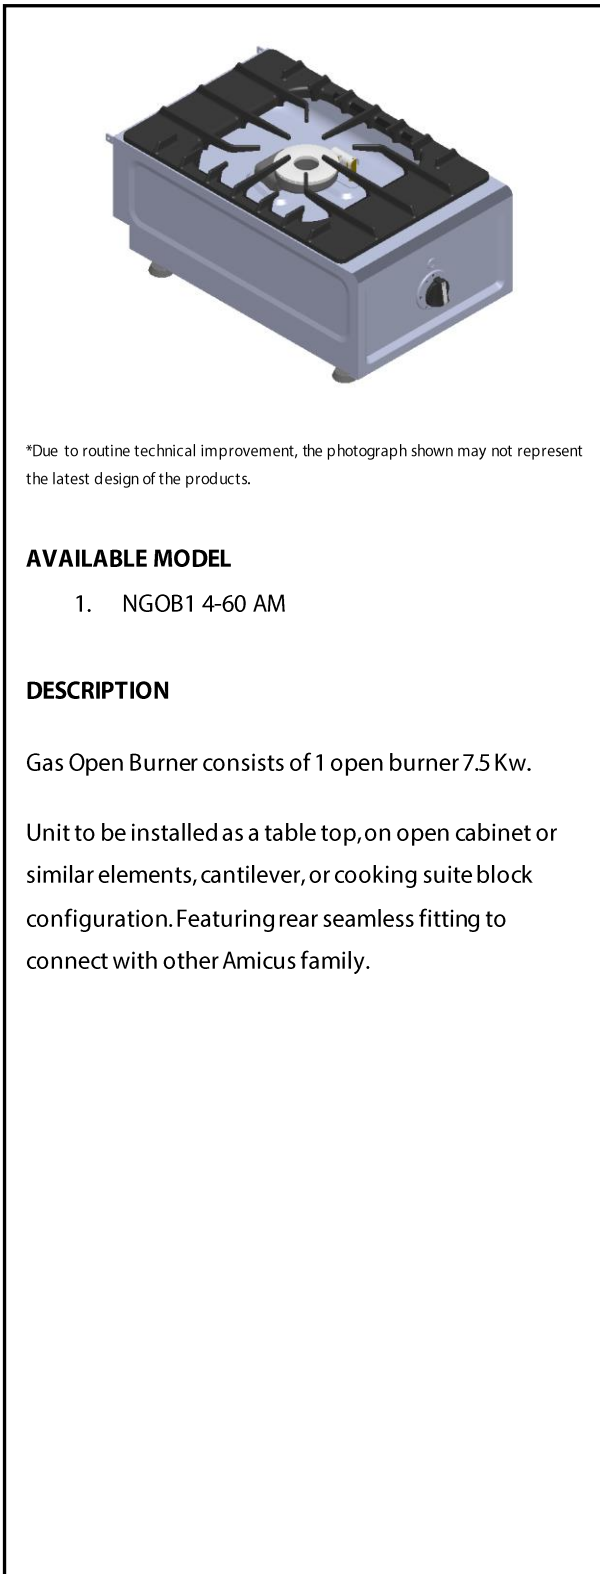 *Due to routine technical improvement, the photograph shown may not represent
the latest design of the products.
AVAILABLE MODEL
1. NGOB1 4-60 AM
DESCRIPTION
Gas Open Burner consists of 1 open burner 7.5 Kw.
Unit to be installed as a table top, on open cabinet or
similar elements, cantilever, or cooking suite block
configuration. Featuring rear seamless fitting to
connect with other Amicus family.